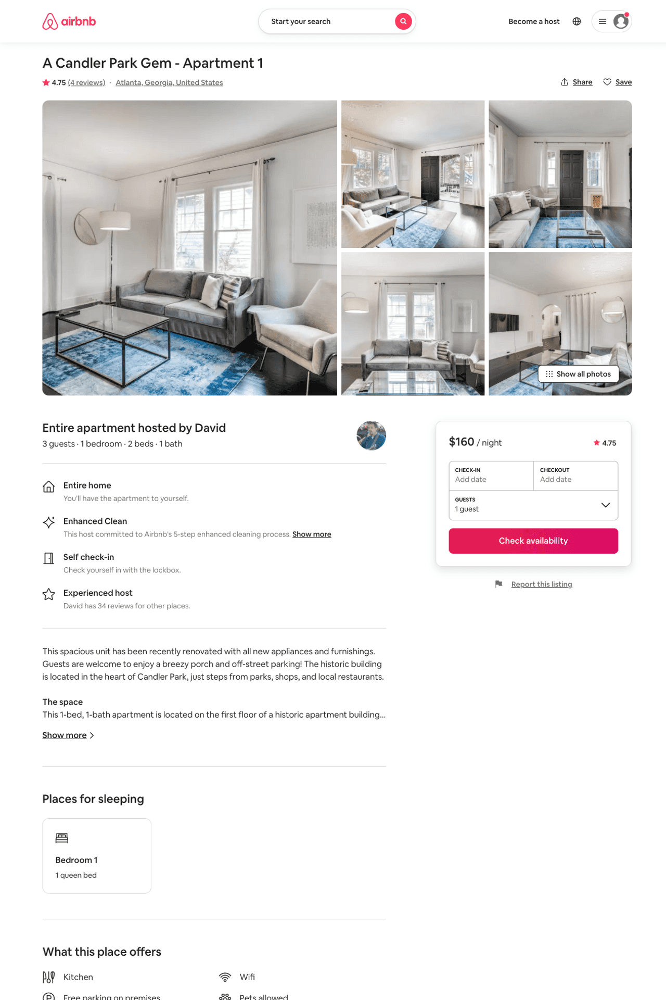 airbnb
Start your search
Become a host
A Candler Park Gem - Apartment 1
4.75 (4 reviews) · Atlanta, Georgia, United States
Share
Save
Show all photos
Entire apartment hosted by David
3 guests · 1 bedroom · 2 beds · 1 bath
Entire home
You'll have the apartment to yourself.
Enhanced Clean
This host committed to Airbnb's 5-step enhanced cleaning process. Show more
Self check-in
Check yourself in with the lockbox.
Experienced host
David has 34 reviews for other places.
$160 / night
4.75
CHECK-IN
Add date
CHECKOUT
Add date
GUESTS
1 guest
Check availability
Report this listing
This spacious unit has been recently renovated with all new appliances and furnishings.
Guests are welcome to enjoy a breezy porch and off-street parking! The historic building
is located in the heart of Candler Park, just steps from parks, shops, and local restaurants.
The space
This 1-bed, 1-bath apartment is located on the first floor of a historic apartment building...
Show more
Places for sleeping
Bedroom 1
1 queen bed
What this place offers
Kitchen
Wifi
Free parking on premises
Pets allowed